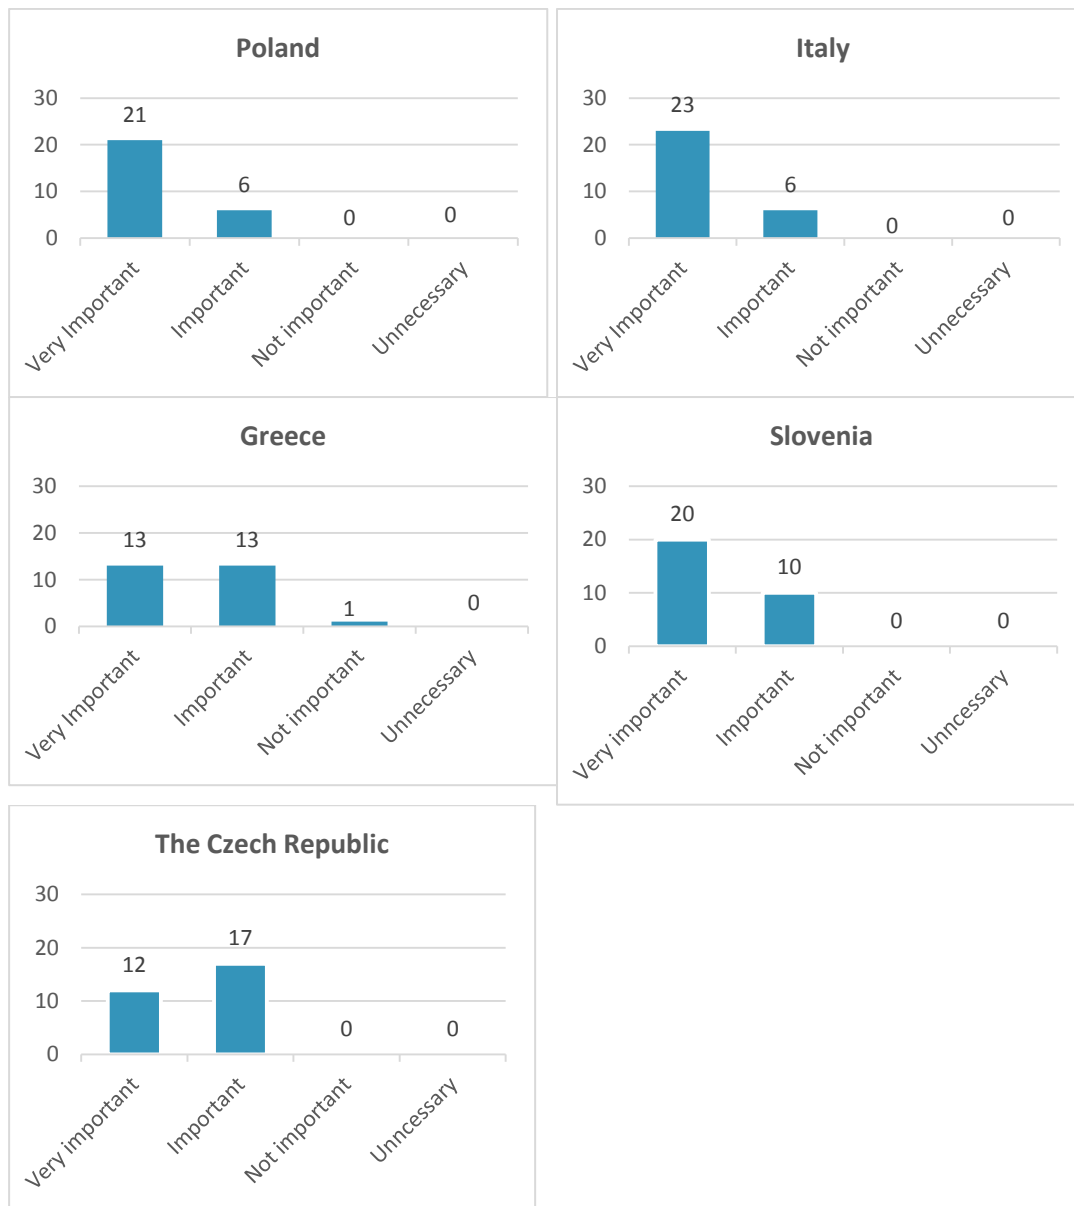 Poland
30
20
10
0
21
6
0
0
Very Important
Important
Not important
Unnecessary
Italy
30
20
10
0
23
6
0
0
Very Important
Important
Not important
Unnecessary
Greece
30
20
10
0
13
13
1
0
Very Important
Important
Not important
Unnecessary
Slovenia
30
20
10
0
20
10
0
0
Very important
Important
Not important
Unncessary
The Czech Republic
30
20
10
0
12
17
0
0
Very important
Important
Not important
Unncessary